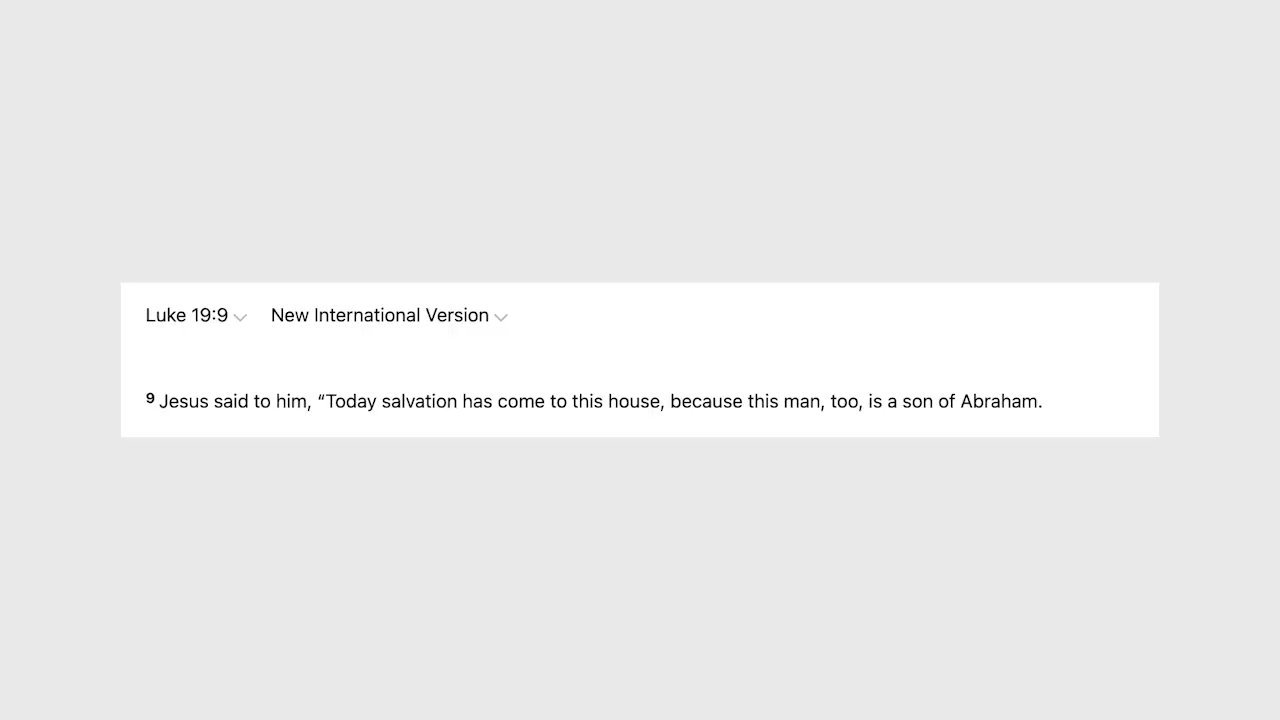 Luke 19:9 New International Version
9 Jesus said to him, “Today salvation has come to this house, because this man, too, is a son of Abraham.